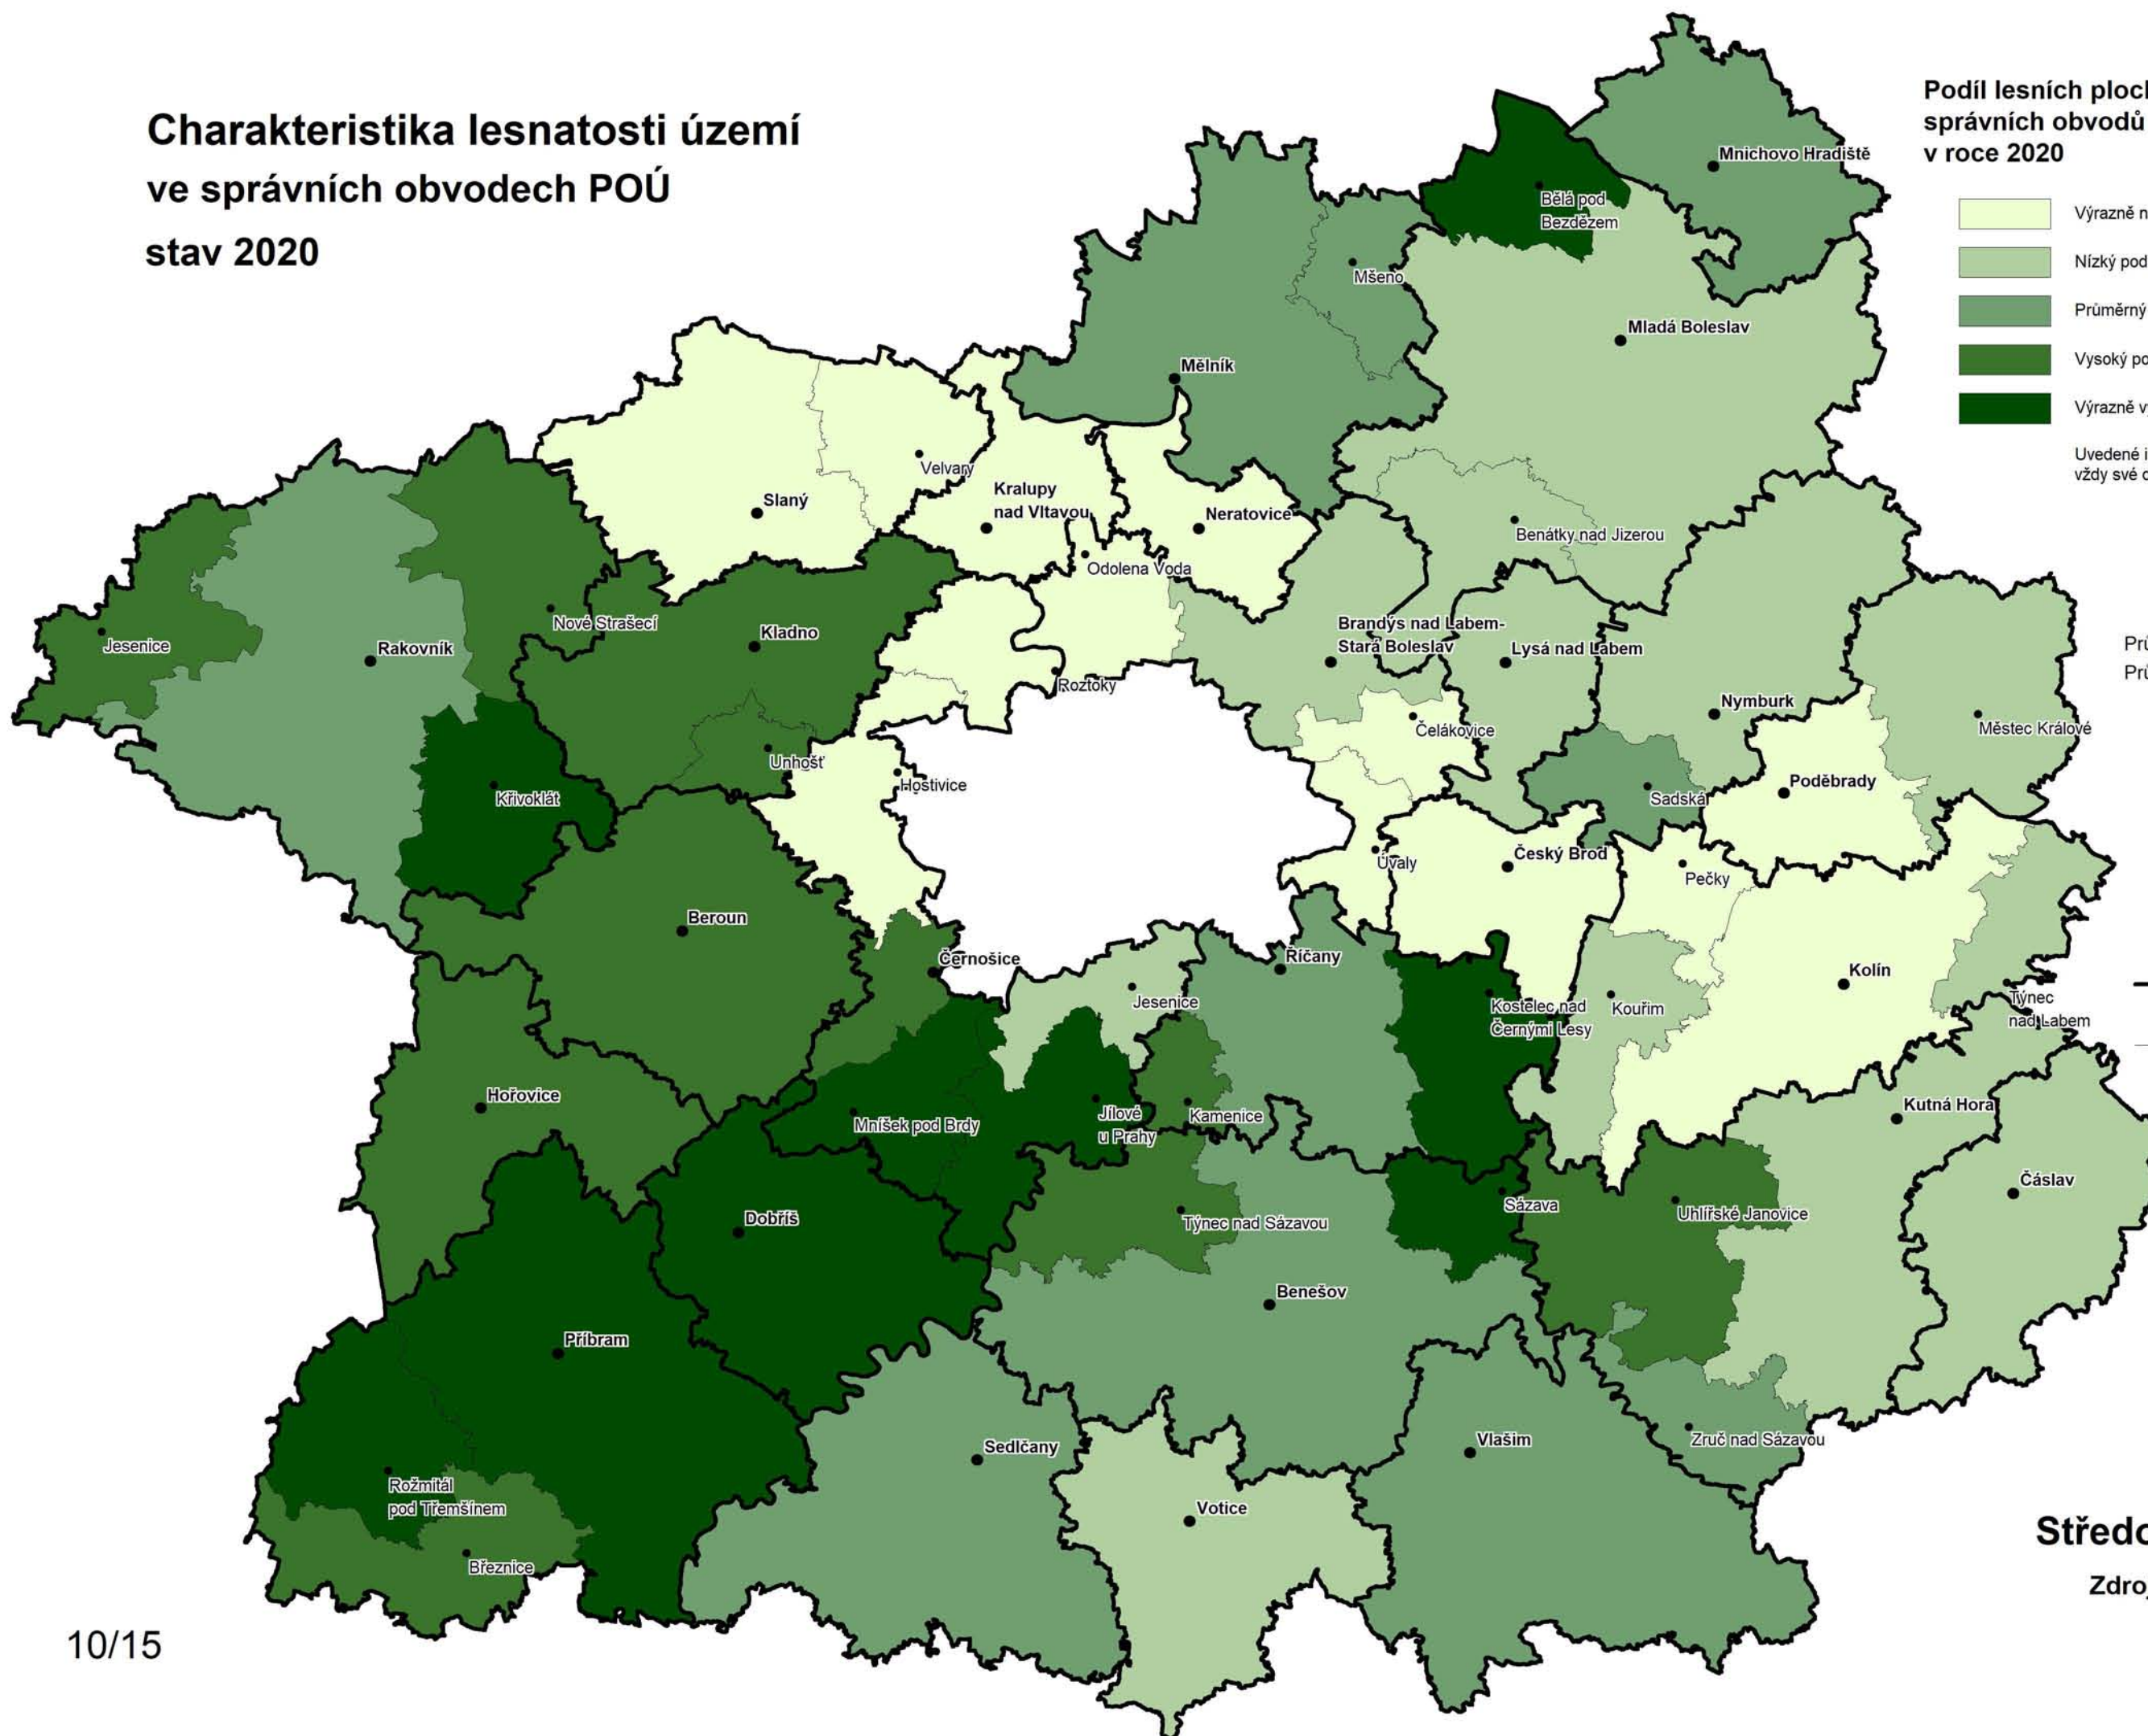 Charakteristika lesnatosti území
ve správních obvodech POÚ
stav 2020
Podíl lesních ploch
správních obvodů
v roce 2020
Výrazně n
Nízký pod
Průměrný
Vysoký po
Výrazně v
Uvedené i
vždy své
Mnichovo Hradiště
Bělá pod
Bezdězem
Mšeno
Mladá Boleslav
Mělník
Velvary
Slaný
Kralupy
nad Vltavou
Neratovice
Benátky nad Jizerou
Odolena Voda
Nové Strašecí
Kladno
Jesenice
Rakovník
Brandýs nad Labem-
Stará Boleslav
Lysá nad Labem
Roztoky
Nymburk
Městec Králové
Čelákovice
Unhošť
Hostivice
Poděbrady
Sadská
Křivoklát
Úvaly
Český Brod
Pečky
Beroun
Černošice
Říčany
Kolín
Jesenice
Kostelec nad
Černými Lesy
Kouřim
Týnec
nad Labem
Hořovice
Mníšek pod Brdy
Jílové
u Prahy
Kamenice
Kutná Hora
Čáslav
Sázava
Uhlířské Janovice
Dobříš
Týnec nad Sázavou
Benešov
Příbram
Sedlčany
Vlašim
Zruč nad Sázavou
Rožmitál
pod Třemšínem
Votice
Březnice
Prů
Prů
Středo
Zdroj
10/15